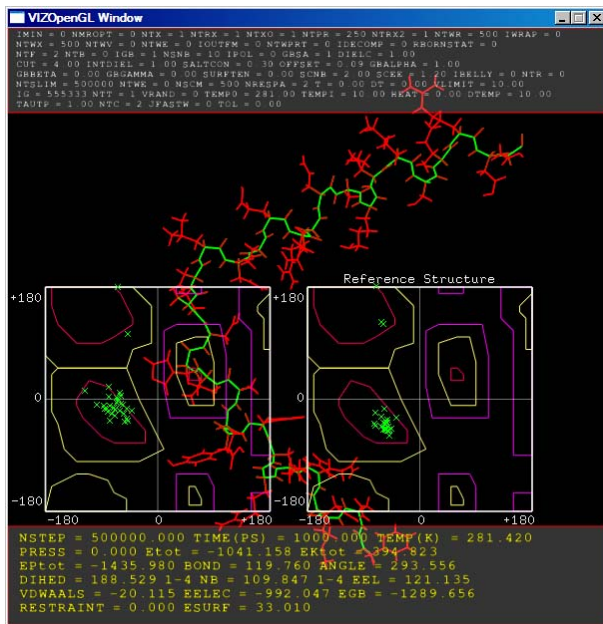 VIZOpenGL Window
IMIN = 0 NMROPT = 0 NTX = 1 NTRX = 1 NTXO = 1 NTPR = 250 NTRX2 = 1 NTWR = 500 IWRAP = 0
NTWX = 500 NTWV = 0 NTWE = 0 IOUTFM = 0 NTWPRT = 0 IDECOMP = 0 RBORNSTAT = 0
NTF = 2 NTB = 0 IGB = 1 NSNB = 10 IPOL = 0 GBSA = 1 DIELC = 1.00
CUT = 4.00 INTDIEL = 1.00 SALTCON = 0.30 OFFSET = 0.09 GBALPHA = 1.00
GBBETA = 0.00 GBGAMMA = 0.00 SURFTEN = 0.00 SCNB = 2.00 SCEE = 1.20 IBELLY = 0 NTR = 0
NTSLIM = 500000 NTWE = 0 NSCM = 500 NRESPA = 2 T = 0.00 DT = 0.00 VLIMIT = 10.00
IG = 555333 NTT = 1 VRAND = 0 TEMP0 = 281.00 TEMPI = 10.00 HEAT = 0.00 DTEMP = 10.00
TAUTP = 1.00 NTC = 2 JFASTW = 0 TOL = 0.00
Reference Structure
+180 +180
0 0
-180 -180
-180 0 +180 -180 0 +180
NSTEP = 500000.000 TIME(PS) = 1000.000 TEMP(K) = 281.420
PRESS = 0.000 Etot = -1041.158 EKtot = 394.823
EPtot = -1435.980 BOND = 119.760 ANGLE = 293.556
DIHED = 188.529 1-4 NB = 109.847 1-4 EEL = 121.135
VDWAALS = -20.115 EELEC = -992.047 EGB = -1289.656
RESTRAINT = 0.000 ESURF = 33.010